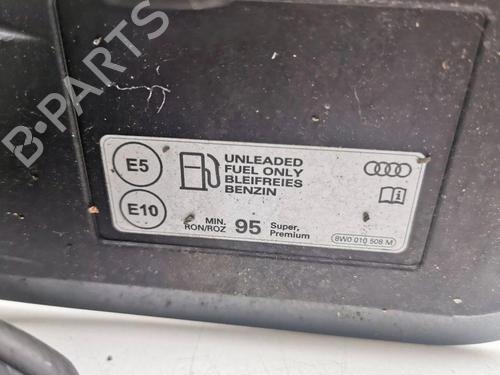 B-PARTS
E5
E10
UNLEADED
FUEL ONLY
BLEIFREIES
BENZIN
MIN.
RON/ROZ
95
Super,
Premium
8W0 010 508 M